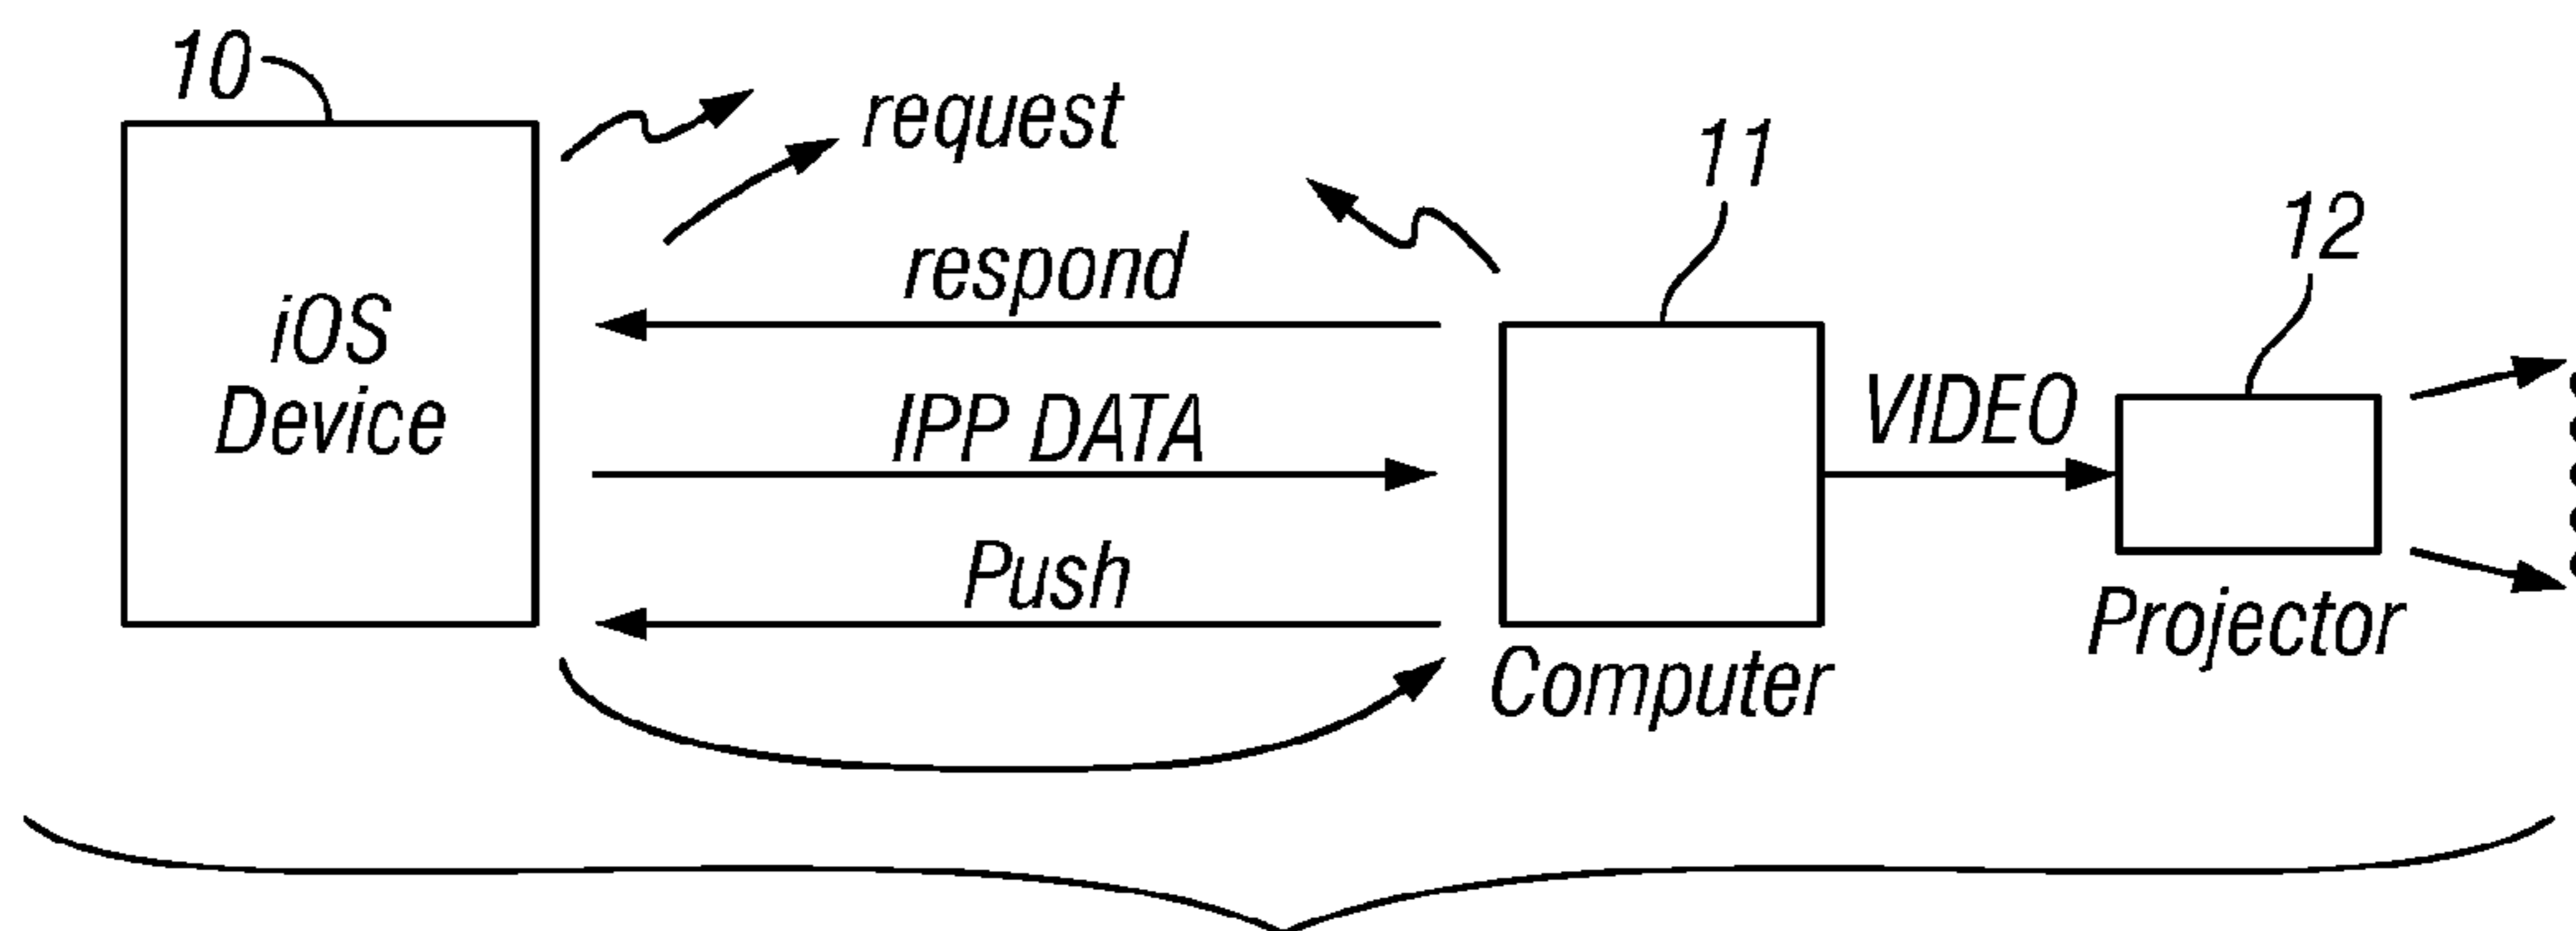 10
request
11
respond
12
iOS
Device
IPP DATA
VIDEO
Push
Projector
Computer